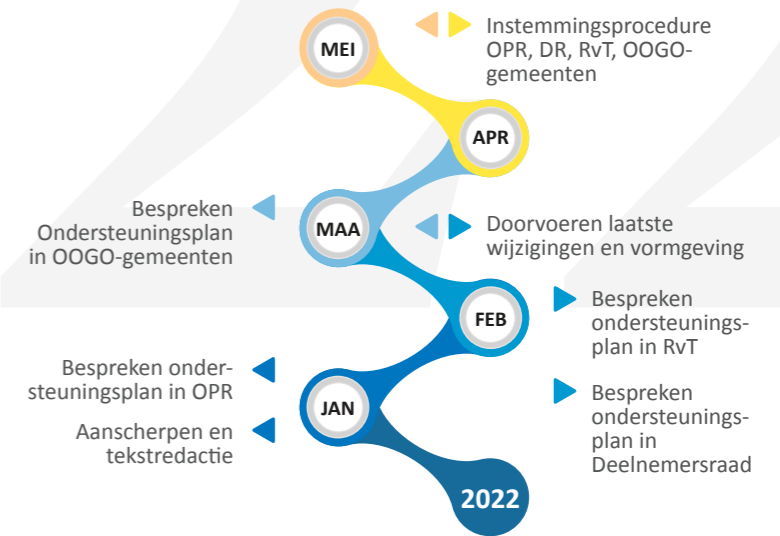 MEI
Instemmingsprocedure
OPR, DR, RvT, OOGO-
gemeenten
APR
Bespreken
Ondersteuningsplan
in OOGO-gemeenten
MAA
Doorvoeren laatste
wijzigingen en vormgeving
FEB
Bespreken
ondersteunings-
plan in RvT
Bespreken onder-
steuningsplan in OPR
JAN
Aanscherpen en
tekstredactie
Bespreken
ondersteunings-
plan in
Deelnemersraad
2022